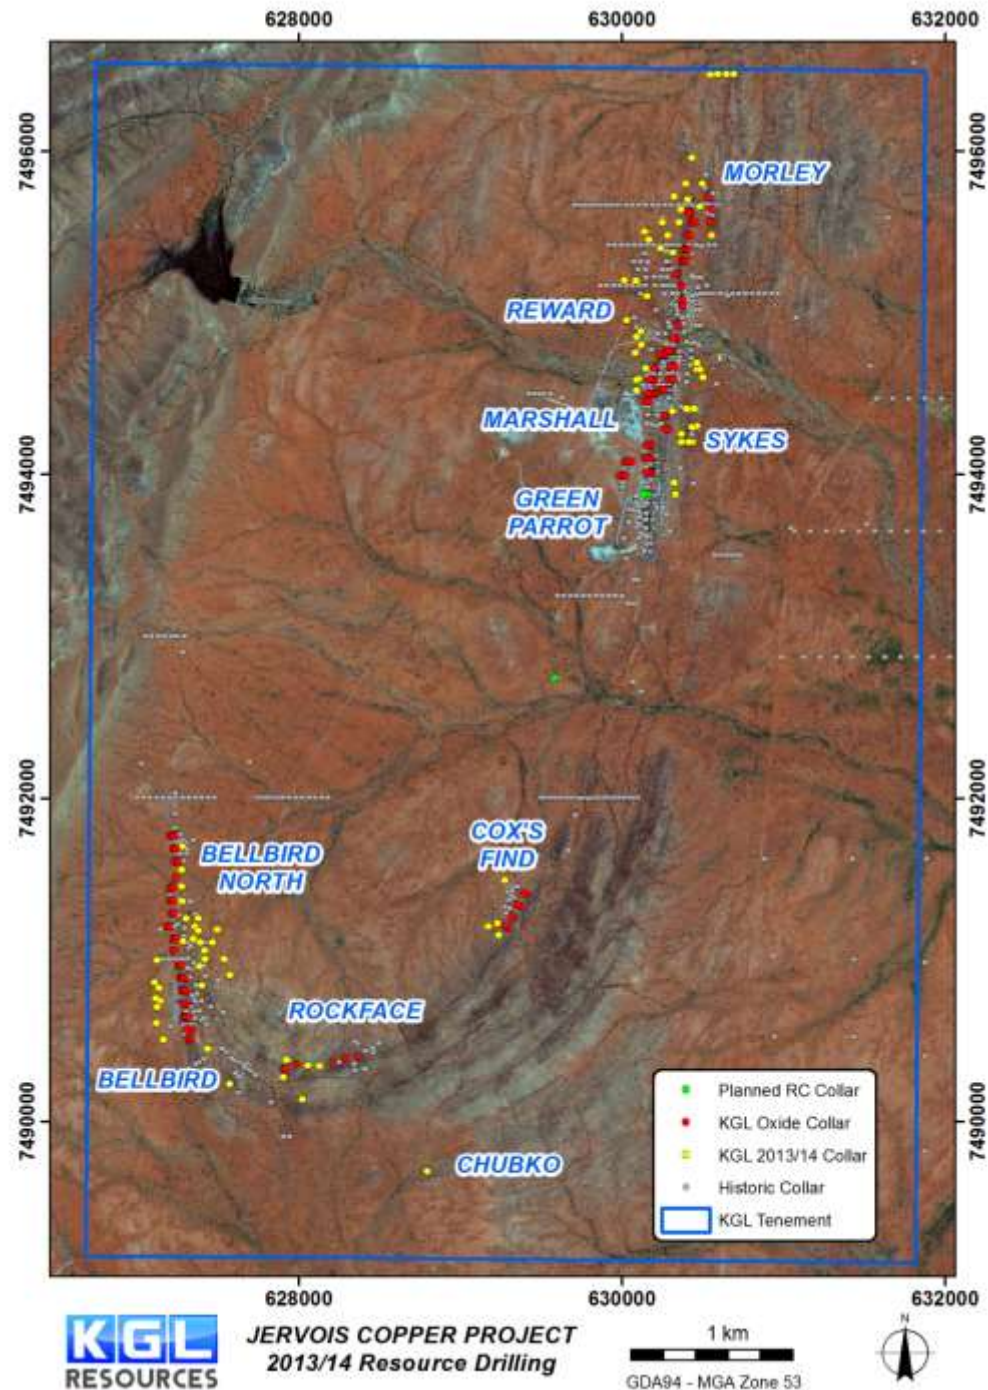 628000 630000 632000
7496000 7496000
MORLEY
REWARD
MARSHALL
SYKES
7494000 7494000
GREEN
PARROT
7492000 7492000
COX'S
FIND
BELLBIRD
NORTH
ROCKFACE
BELLBIRD
7490000 7490000
CHUBKO
Planned RC Collar
KGL Oxide Collar
KGL 2013/14 Collar
Historic Collar
KGL Tenement
628000 630000 632000
KGL
RESOURCES
JERVOIS COPPER PROJECT
2013/14 Resource Drilling
1 km
GDA94 - MGA Zone 53
N